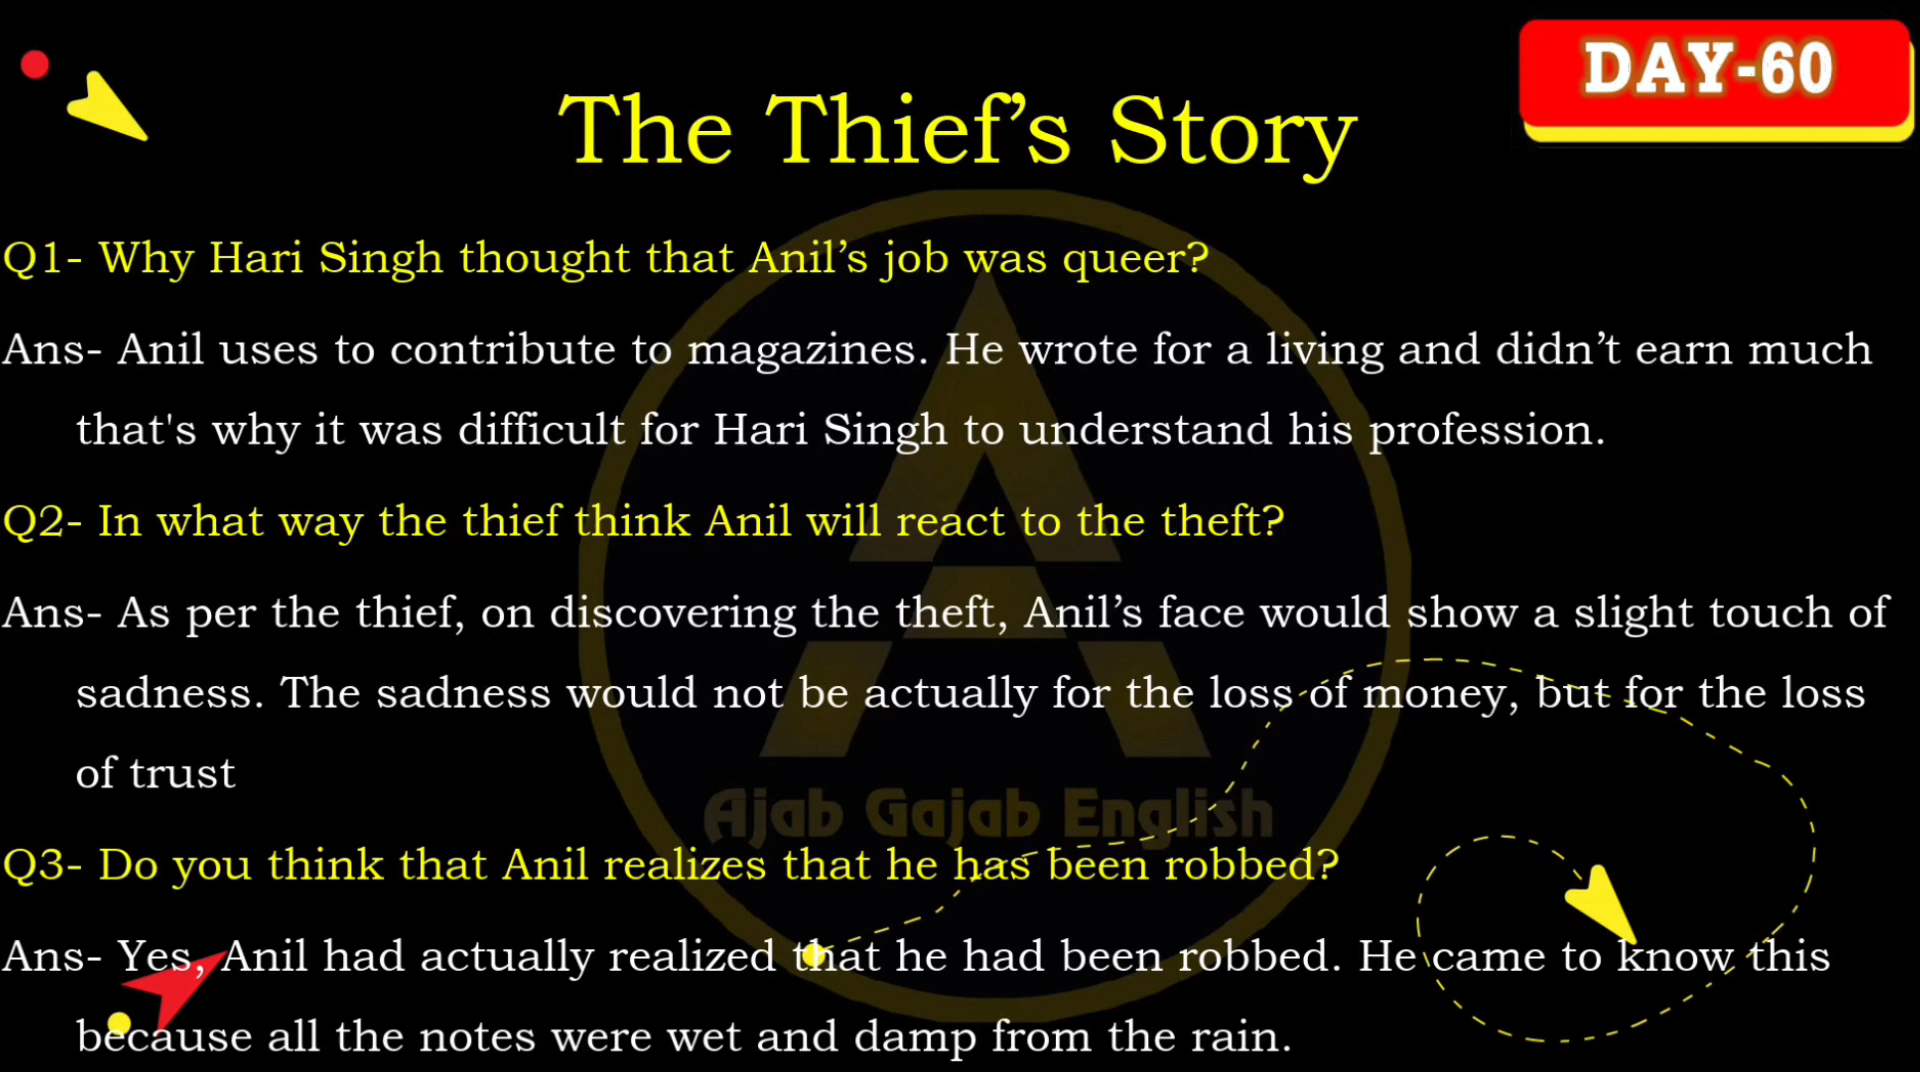 DAY-60
The Thief’s Story
Q1- Why Hari Singh thought that Anil’s job was queer?
Ans- Anil uses to contribute to magazines. He wrote for a living and didn’t earn much
that's why it was difficult for Hari Singh to understand his profession.
Q2- In what way the thief think Anil will react to the theft?
Ans- As per the thief, on discovering the theft, Anil’s face would show a slight touch of
sadness. The sadness would not be actually for the loss of money, but for the loss
of trust
Ajab Gajab English
Q3- Do you think that Anil realizes that he has been robbed?
Ans- Yes, Anil had actually realized that he had been robbed. He came to know this
because all the notes were wet and damp from the rain.